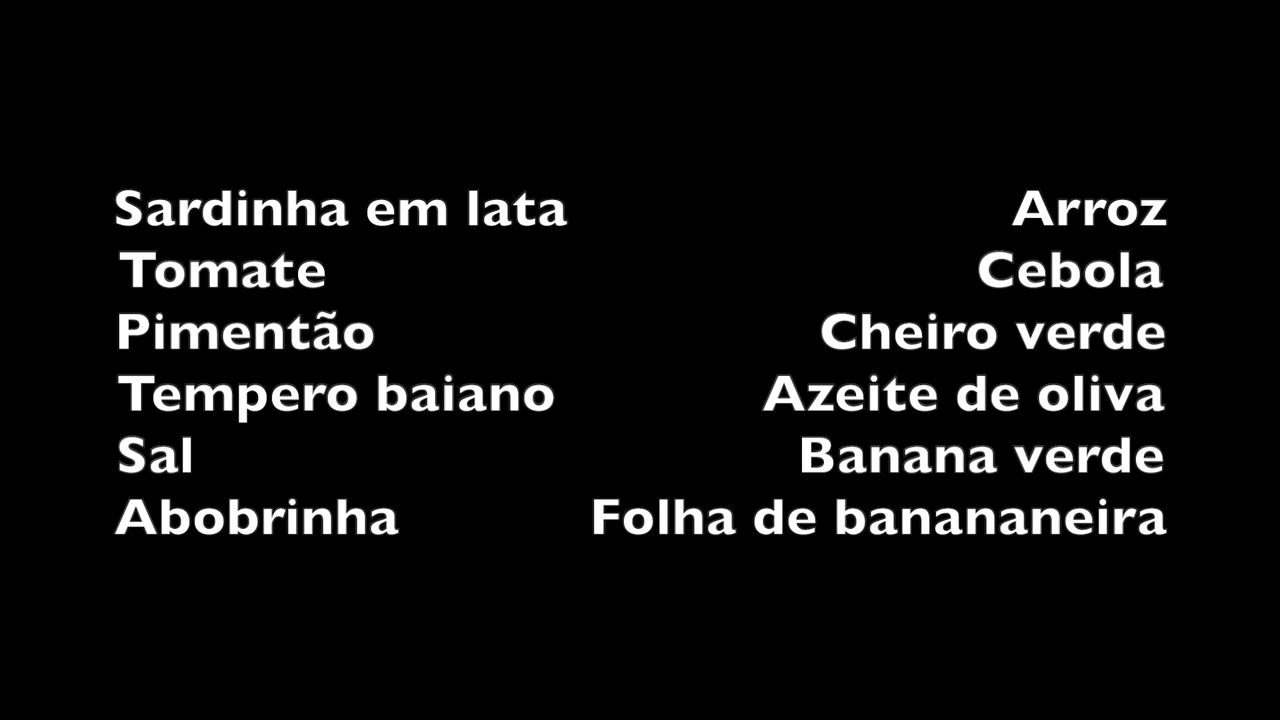 Sardinha em lata Arroz
Tomate Cebola
Pimentão Cheiro verde
Tempero baiano Azeite de oliva
Sal Banana verde
Abobrinha Folha de banananeira